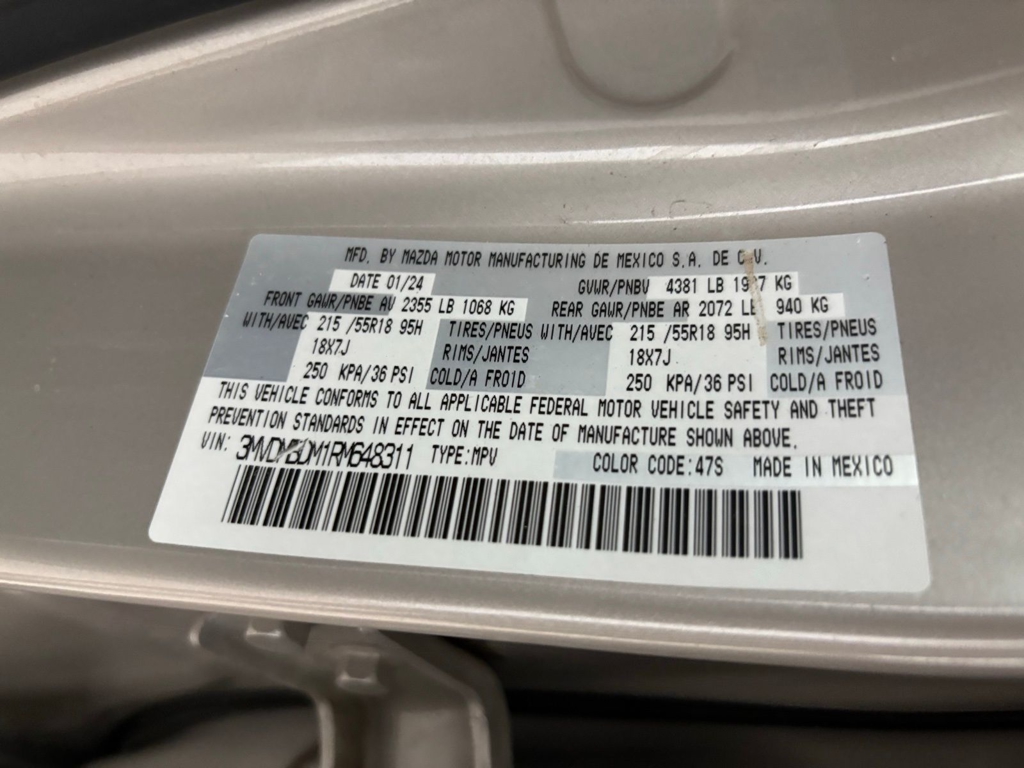 MFD. BY MAZDA MOTOR MANUFACTURING DE MEXICO S.A. DE C.V.
DATE 01/24 GVWR/PNBV 4381 LB KG
FRONT GAWR/PNBE AV 2355 LB 1068 KG REAR GAWR/PNBE AR 2072 LB 940 KG
WITH/AVEC 215 /55R18 95H TIRES/PNEUS WITH/AVEC 215 /55R18 95H TIRES/PNEUS
18X7J RIMS/JANTES 18X7J RIMS/JANTES
250 KPA/36 PSI COLD/A FROID 250 KPA/36 PSI COLD/A FROID
THIS VEHICLE CONFORMS TO ALL APPLICABLE FEDERAL MOTOR VEHICLE SAFETY AND THEFT
PREVENTION STANDARDS IN EFFECT ON THE DATE OF MANUFACTURE SHOWN ABOVE.
VIN: 3MVDMBDM1RM648311 TYPE:MPV COLOR CODE:47S MADE IN MEXICO